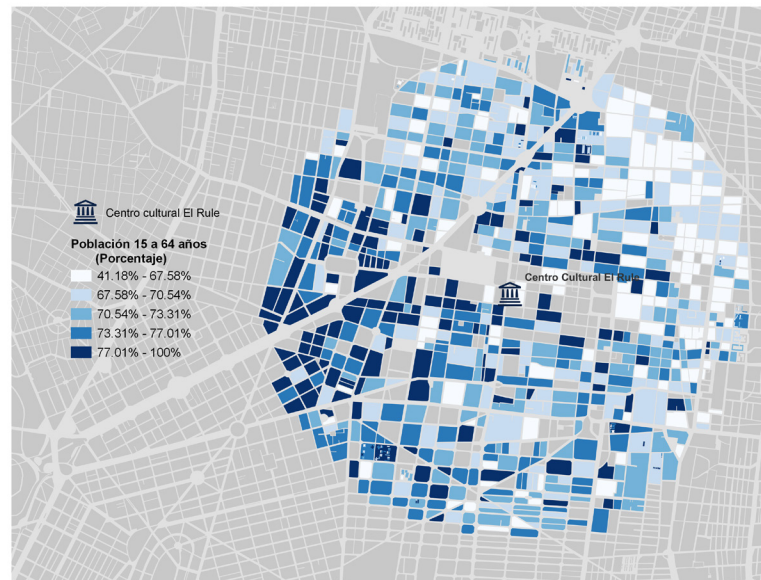 Centro cultural El Rule
Población 15 a 64 años
(Porcentaje)
41.18% - 67.58%
67.58% - 70.54%
70.54% - 73.31%
73.31% - 77.01%
77.01% - 100%
Centro Cultural El Rule